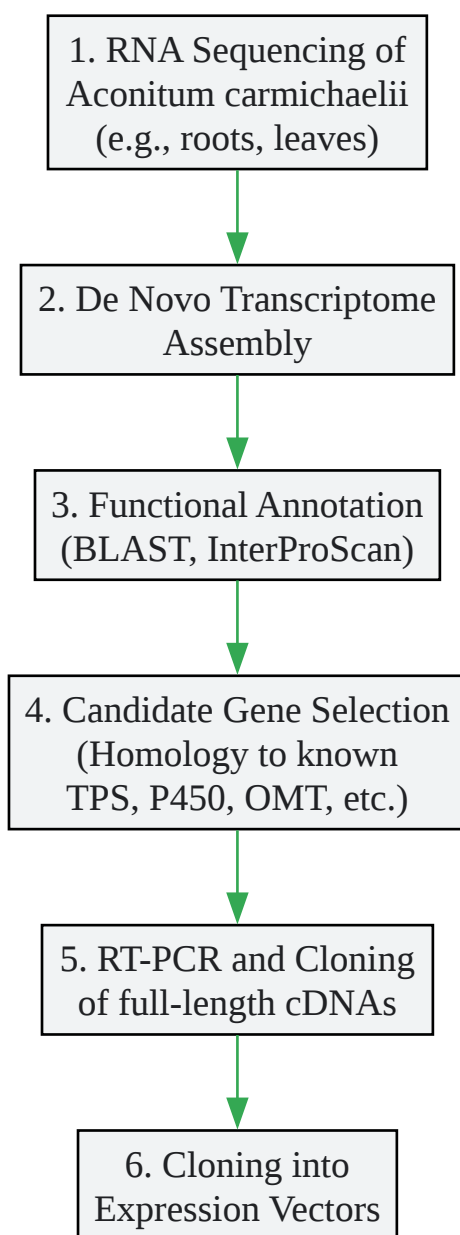 1. RNA Sequencing of
Aconitum carmichaelii
(e.g., roots, leaves)
2. De Novo Transcriptome
Assembly
3. Functional Annotation
(BLAST, InterProScan)
4. Candidate Gene Selection
(Homology to known
TPS, P450, OMT, etc.)
5. RT-PCR and Cloning
of full-length cDNAs
6. Cloning into
Expression Vectors